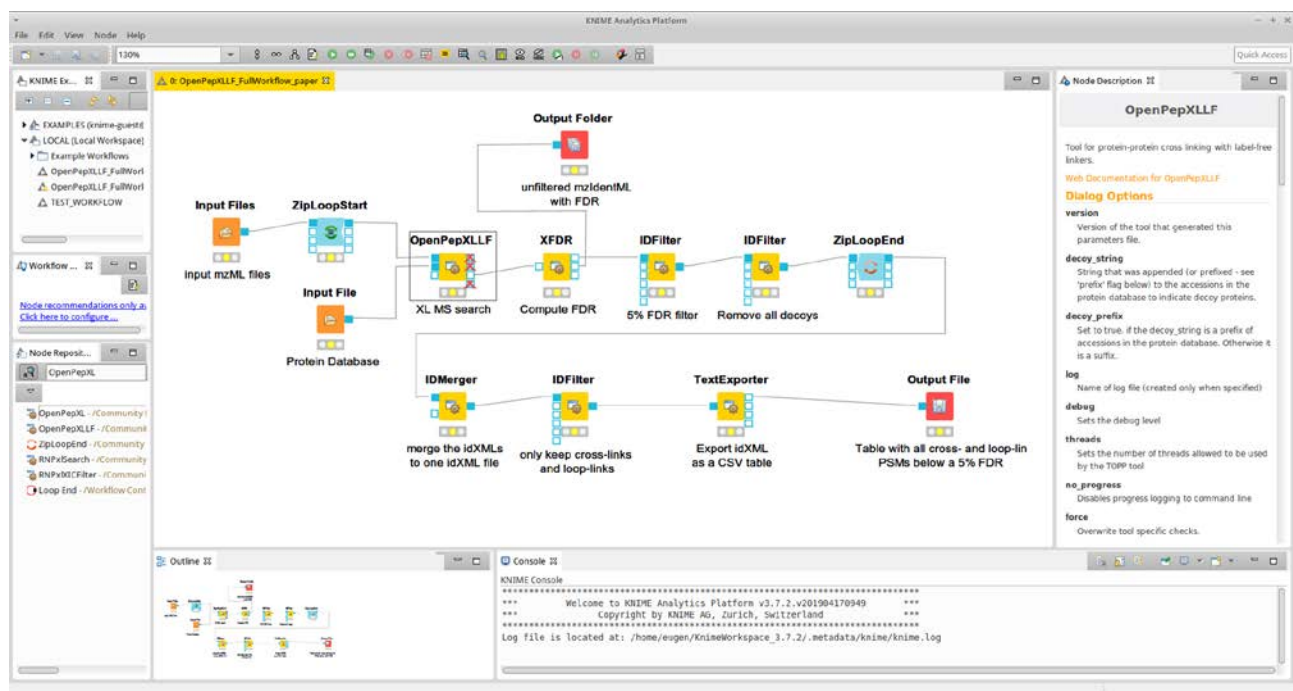 KNIME Analytics Platform
File Edit View Node Help
130%
Quick Access
KNIME Ex...
EXAMPLES (knime-guest@
LOCAL (Local Workspace)
Example Workflows
OpenPepXLLF_FullWorl
OpenPepXLLF_FullWorl
TEST_WORKFLOW
Workflow ...
Node recommendations only a
Click here to configure ...
Node Reposit...
OpenPepXL
OpenPepXL - /Community
OpenPepXLLF - /Communit
ZipLoopEnd - /Community
RNPxlSearch - /Communit
RNPxlXICFilter - /Communi
Loop End - /Workflow Cont
0: OpenPepXLLF_FullWorkflow_paper
Output Folder
unfiltered mzIdentML
with FDR
Input Files
input mzML files
ZipLoopStart
Input File
Protein Database
OpenPepXLLF
XL MS search
XFDR
Compute FDR
IDFilter
5% FDR filter
IDFilter
Remove all decoys
ZipLoopEnd
IDMerger
merge the idXMLs
to one idXML file
IDFilter
only keep cross-links
and loop-links
TextExporter
Export idXML
as a CSV table
Output File
Table with all cross- and loop-lin
PSMs below a 5% FDR
Node Description
OpenPepXLLF
Tool for protein-protein cross linking with label-free
linkers.
Web Documentation for OpenPepXLLF
Dialog Options
version
Version of the tool that generated this
parameters file.
decoy_string
String that was appended (or prefixed - see
'prefix' flag below) to the accessions in the
protein database to indicate decoy proteins.
decoy_prefix
Set to true, if the decoy_string is a prefix of
accessions in the protein database. Otherwise it
is a suffix.
log
Name of log file (created only when specified)
debug
Sets the debug level
threads
Sets the number of threads allowed to be used
by the TOPP tool
no_progress
Disables progress logging to command line
force
Overwrite tool specific checks.
Outline
Console
KNIME Console
*** Welcome to KNIME Analytics Platform v3.7.2.v201904170949 ***
*** Copyright by KNIME AG, Zurich, Switzerland ***
Log file is located at: /home/eugen/KnimeWorkspace_3.7.2/.metadata/knime/knime.log